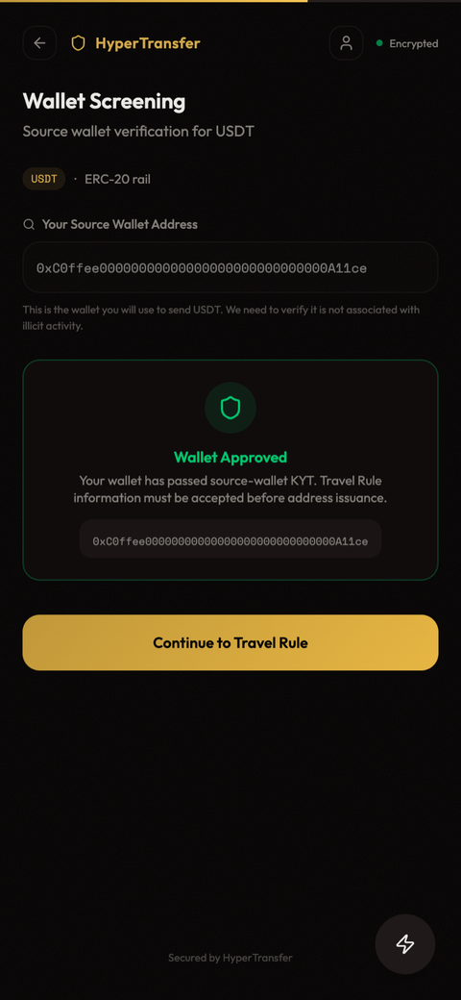 HyperTransfer
Encrypted
Wallet Screening
Source wallet verification for USDT
USDT · ERC-20 rail
Your Source Wallet Address
0xC0ffee00000000000000000000000000000A11ce
This is the wallet you will use to send USDT. We need to verify it is not associated with
illicit activity.
Wallet Approved
Your wallet has passed source-wallet KYT. Travel Rule
information must be accepted before address issuance.
0xC0ffee00000000000000000000000000000A11ce
Continue to Travel Rule
Secured by HyperTransfer